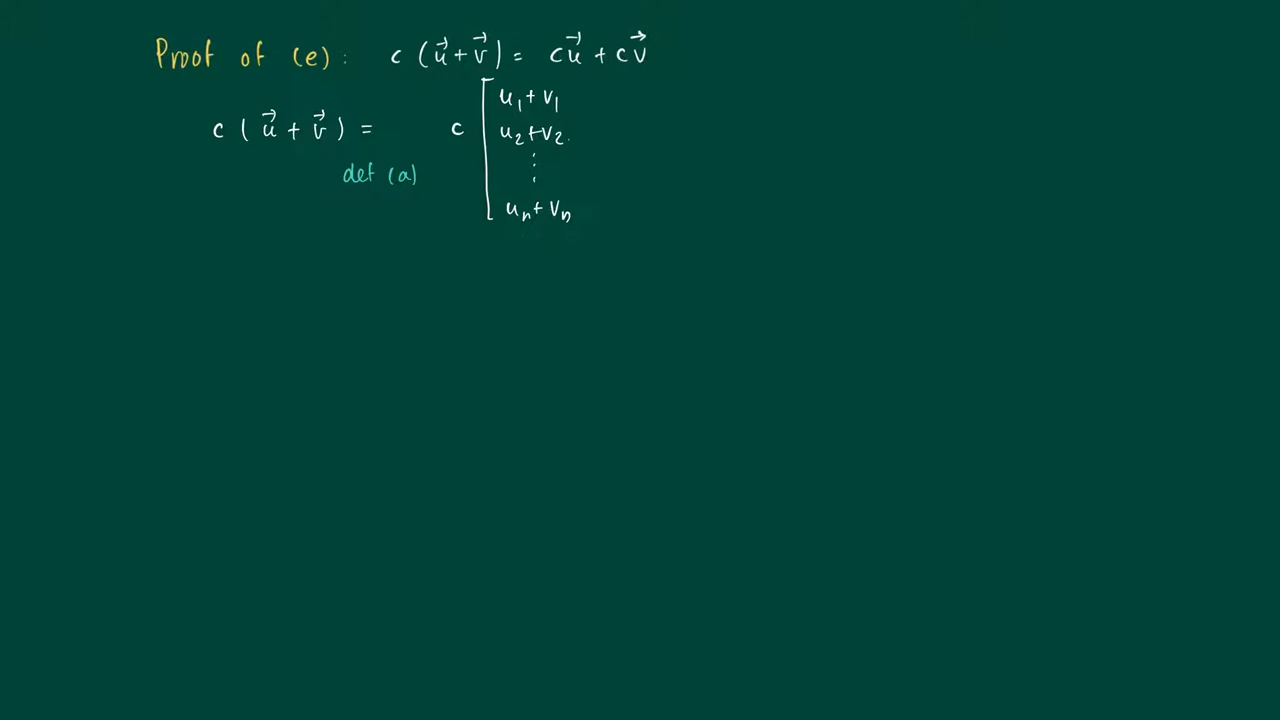 Proof of (e): c (u⃗ + v⃗) = cu⃗ + cv⃗
c (u⃗ + v⃗) = c [ u₁ + v₁
u₂ + v₂
⋮
uₙ + vₙ
def (a)